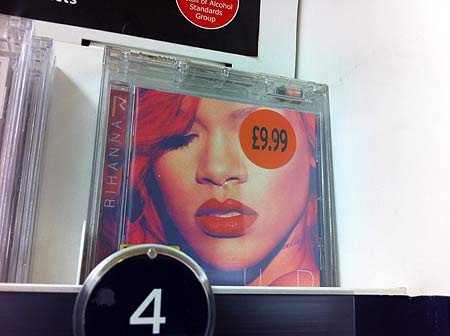 of Alcohol
Standards
Group
R
RIHANNA
£9.99
4